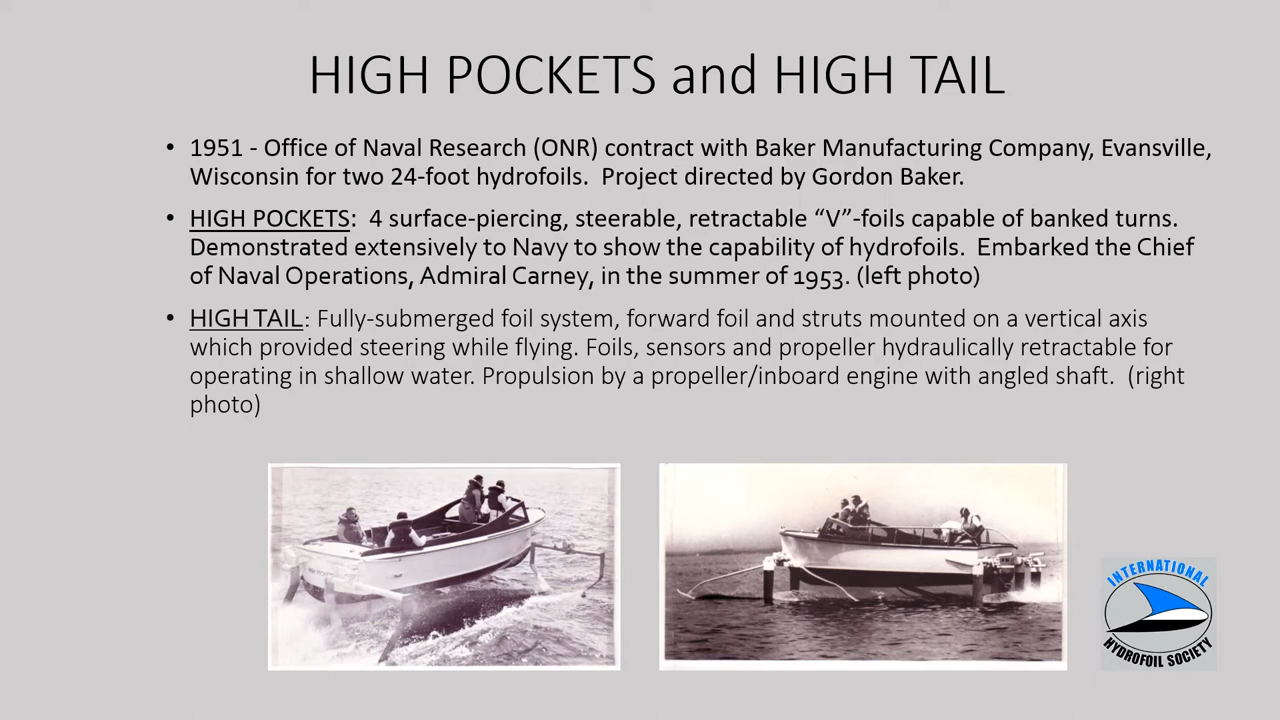 HIGH POCKETS and HIGH TAIL
• 1951 - Office of Naval Research (ONR) contract with Baker Manufacturing Company, Evansville,
Wisconsin for two 24-foot hydrofoils.  Project directed by Gordon Baker.
• HIGH POCKETS:  4 surface-piercing, steerable, retractable “V”-foils capable of banked turns.
Demonstrated extensively to Navy to show the capability of hydrofoils.  Embarked the Chief
of Naval Operations, Admiral Carney, in the summer of 1953. (left photo)
• HIGH TAIL: Fully-submerged foil system, forward foil and struts mounted on a vertical axis
which provided steering while flying. Foils, sensors and propeller hydraulically retractable for
operating in shallow water. Propulsion by a propeller/inboard engine with angled shaft.  (right
photo)
INTERNATIONAL
HYDROFOIL SOCIETY